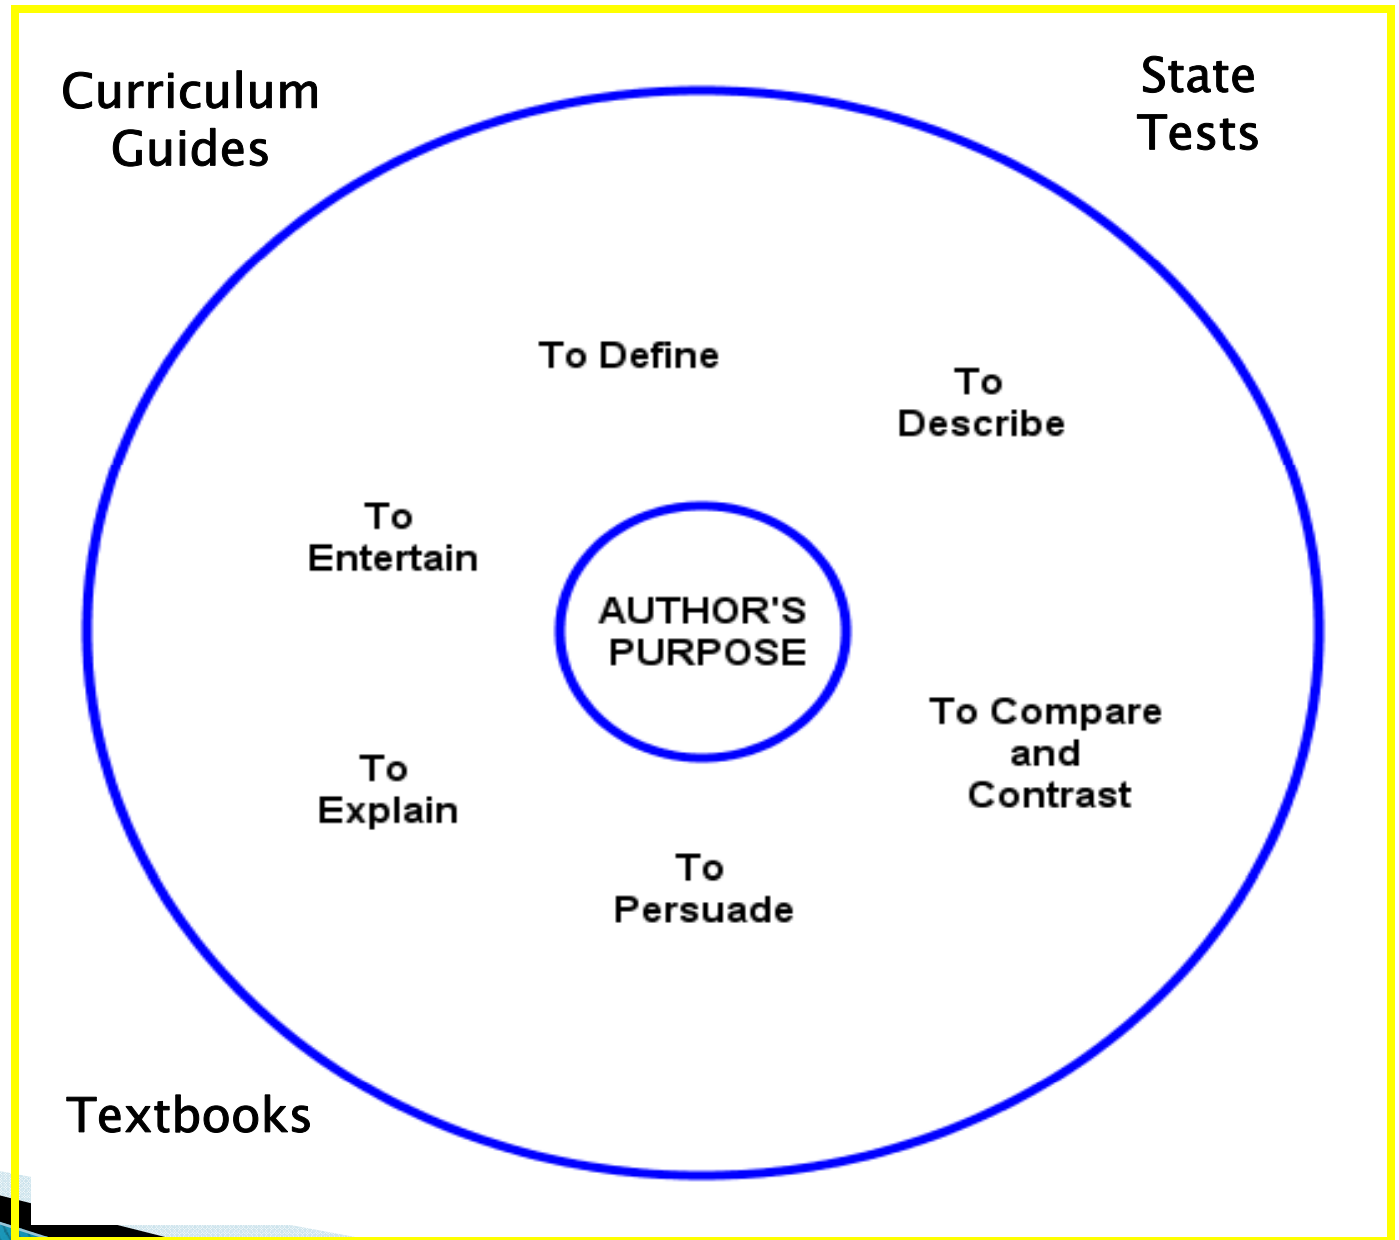 Curriculum
Guides
State
Tests
To Define
To
Describe
To
Entertain
AUTHOR'S
PURPOSE
To Compare
and
Contrast
To
Explain
To
Persuade
Textbooks